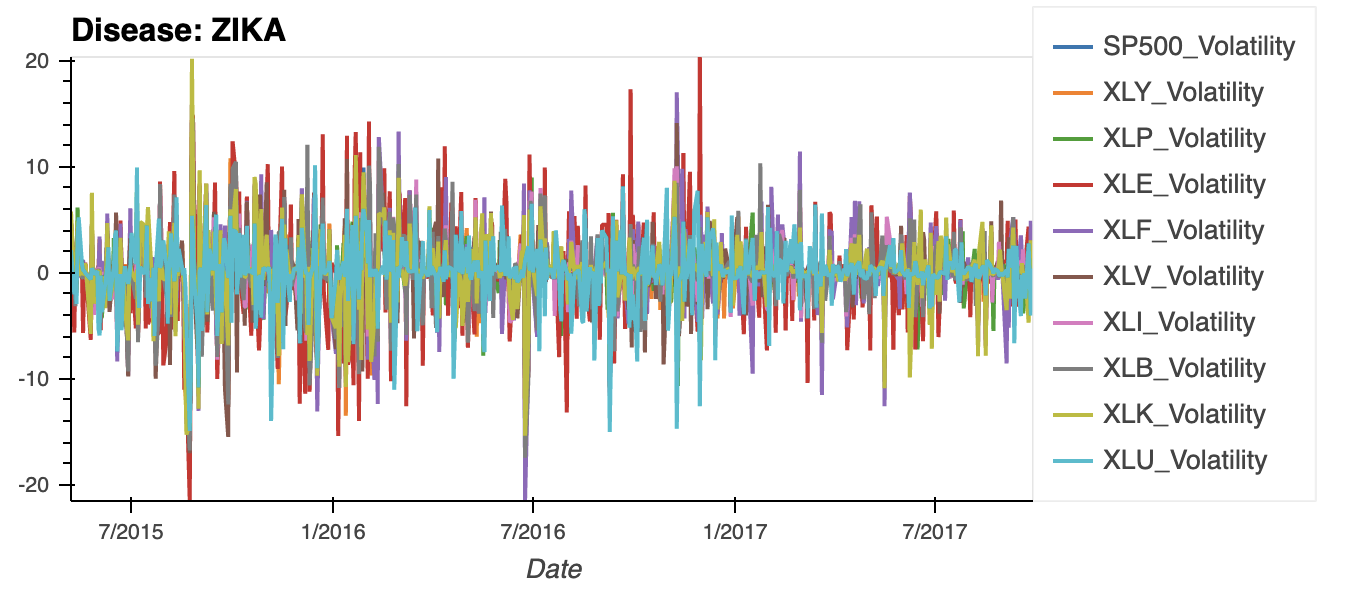 Disease: ZIKA
20
10
0
-10
-20
7/2015
1/2016
7/2016
1/2017
7/2017
Date
SP500_Volatility
XLY_Volatility
XLP_Volatility
XLE_Volatility
XLF_Volatility
XLV_Volatility
XLI_Volatility
XLB_Volatility
XLK_Volatility
XLU_Volatility